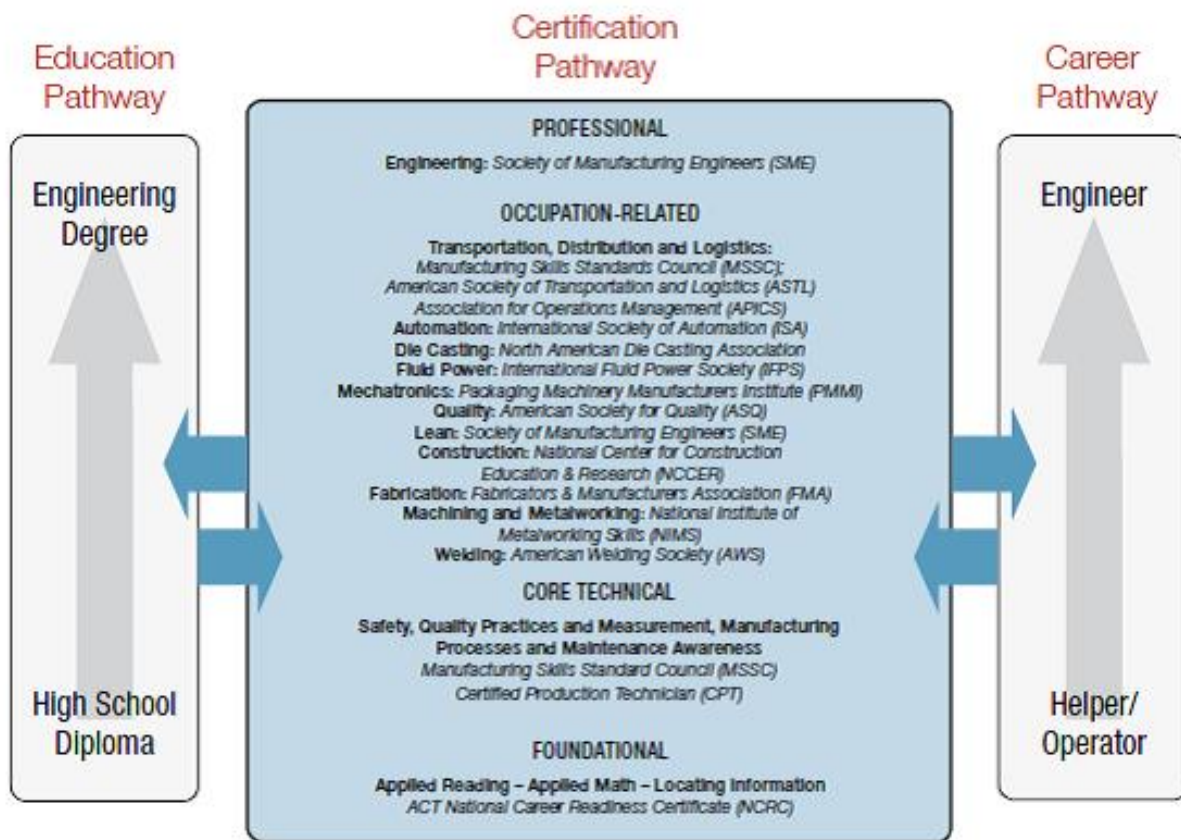 Education
Pathway
Engineering
Degree
High School
Diploma
Certification
Pathway
PROFESSIONAL
Engineering: Society of Manufacturing Engineers (SME)
OCCUPATION-RELATED
Transportation, Distribution and Logistics:
Manufacturing Skills Standards Council (MSSC);
American Society of Transportation and Logistics (ASTL)
Association for Operations Management (APICS)
Automation: International Society of Automation (ISA)
Die Casting: North American Die Casting Association
Fluid Power: International Fluid Power Society (IFPS)
Mechatronics: Packaging Machinery Manufacturers Institute (PMMI)
Quality: American Society for Quality (ASQ)
Lean: Society of Manufacturing Engineers (SME)
Construction: National Center for Construction
Education & Research (NCCER)
Fabrication: Fabricators & Manufacturers Association (FMA)
Machining and Metalworking: National Institute of
Metalworking Skills (NIMS)
Welding: American Welding Society (AWS)
CORE TECHNICAL
Safety, Quality Practices and Measurement, Manufacturing
Processes and Maintenance Awareness
Manufacturing Skills Standard Council (MSSC)
Certified Production Technician (CPT)
FOUNDATIONAL
Applied Reading – Applied Math – Locating Information
ACT National Career Readiness Certificate (NCRC)
Career
Pathway
Engineer
Helper/
Operator